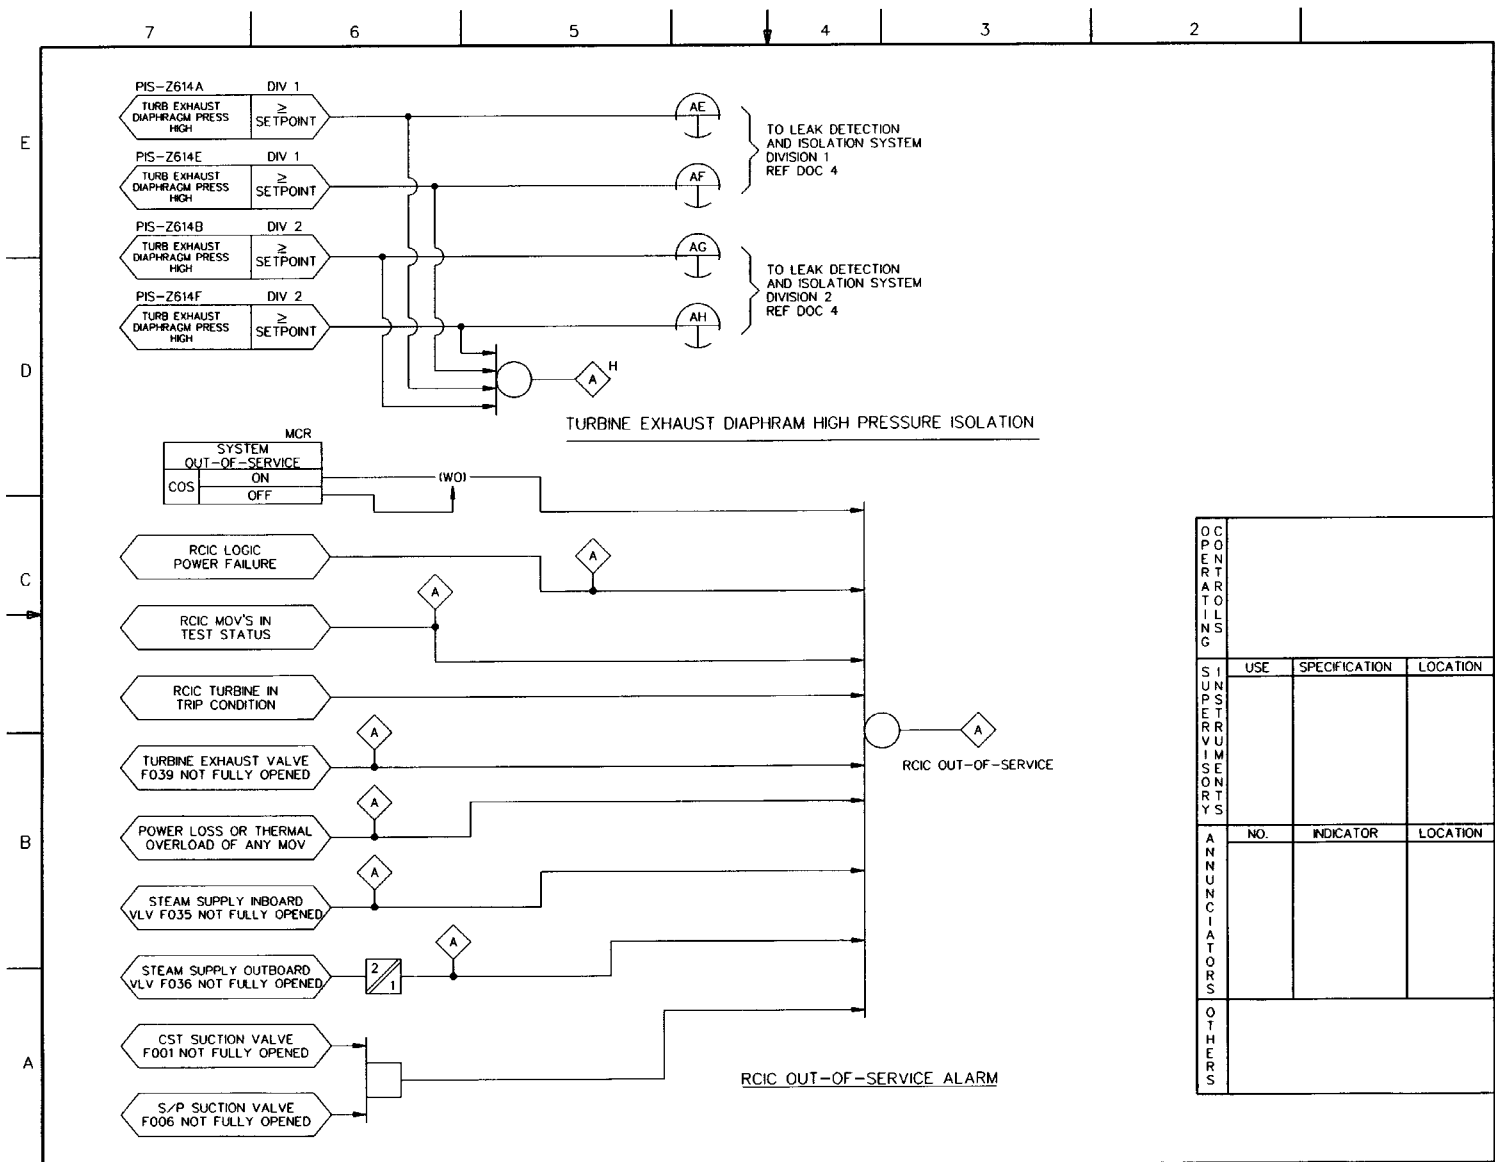 7 6 5 4 3 2
E
D
C
B
A
PIS-Z614A DIV 1
TURB EXHAUST
DIAPHRAGM PRESS
HIGH
≥
SETPOINT
AE
PIS-Z614E DIV 1
TURB EXHAUST
DIAPHRAGM PRESS
HIGH
≥
SETPOINT
AF
TO LEAK DETECTION
AND ISOLATION SYSTEM
DIVISION 1
REF DOC 4
PIS-Z614B DIV 2
TURB EXHAUST
DIAPHRAGM PRESS
HIGH
≥
SETPOINT
AG
PIS-Z614F DIV 2
TURB EXHAUST
DIAPHRAGM PRESS
HIGH
≥
SETPOINT
AH
TO LEAK DETECTION
AND ISOLATION SYSTEM
DIVISION 2
REF DOC 4
A H
TURBINE EXHAUST DIAPHRAM HIGH PRESSURE ISOLATION
MCR
SYSTEM
OUT-OF-SERVICE
COS
ON
OFF
(WO)
RCIC LOGIC
POWER FAILURE
A
RCIC MOV'S IN
TEST STATUS
A
RCIC TURBINE IN
TRIP CONDITION
TURBINE EXHAUST VALVE
F039 NOT FULLY OPENED
A
POWER LOSS OR THERMAL
OVERLOAD OF ANY MOV
A
STEAM SUPPLY INBOARD
VLV F035 NOT FULLY OPENED
A
STEAM SUPPLY OUTBOARD
VLV F036 NOT FULLY OPENED
2
1
A
CST SUCTION VALVE
F001 NOT FULLY OPENED
S/P SUCTION VALVE
F006 NOT FULLY OPENED
A
RCIC OUT-OF-SERVICE
RCIC OUT-OF-SERVICE ALARM
OPERATING
CONTROLS
SUPERVISORY
INSTRUMENTS
USE SPECIFICATION LOCATION
ANNUNCIATORS
NO. INDICATOR LOCATION
OTHERS